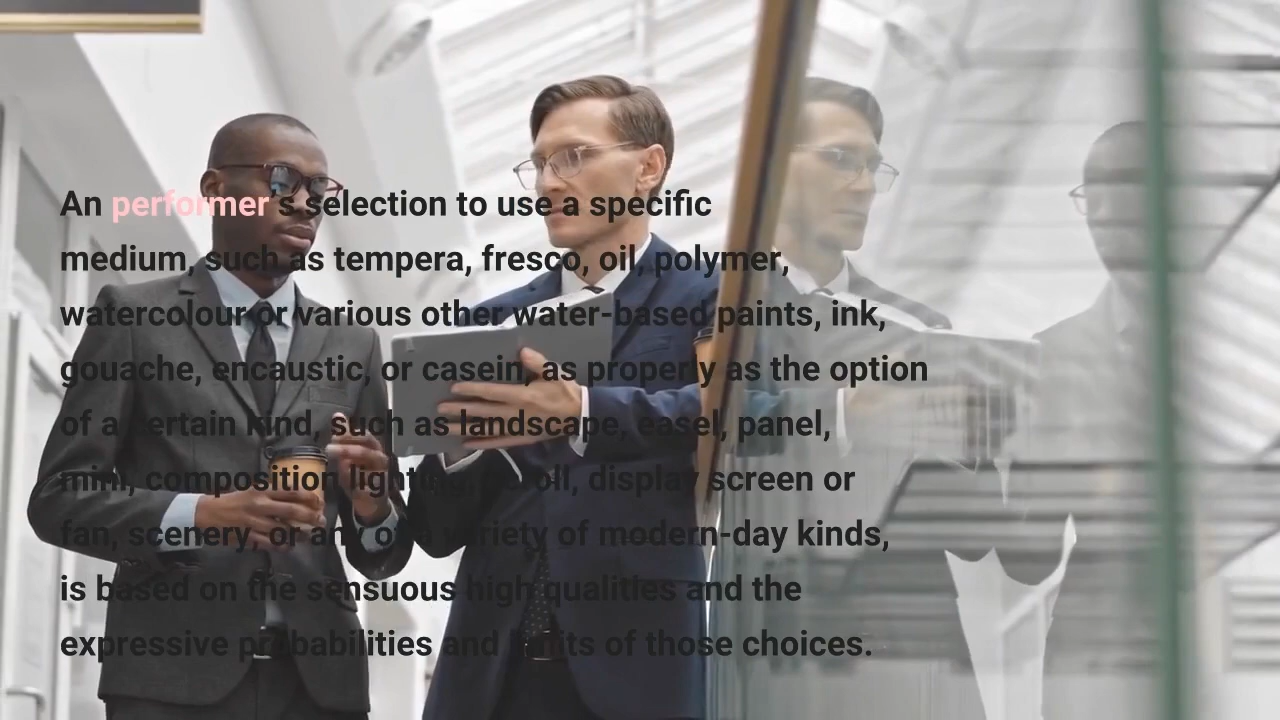 An performer's selection to use a specific
medium, such as tempera, fresco, oil, polymer,
watercolour or various other water-based paints, ink,
gouache, encaustic, or casein, as properly as the option
of a certain kind, such as landscape, easel, panel,
mini, composition lighting, scroll, display screen or
fan, scenery, or any of a variety of modern-day kinds,
is based on the sensuous high qualities and the
expressive probabilities and limits of those choices.